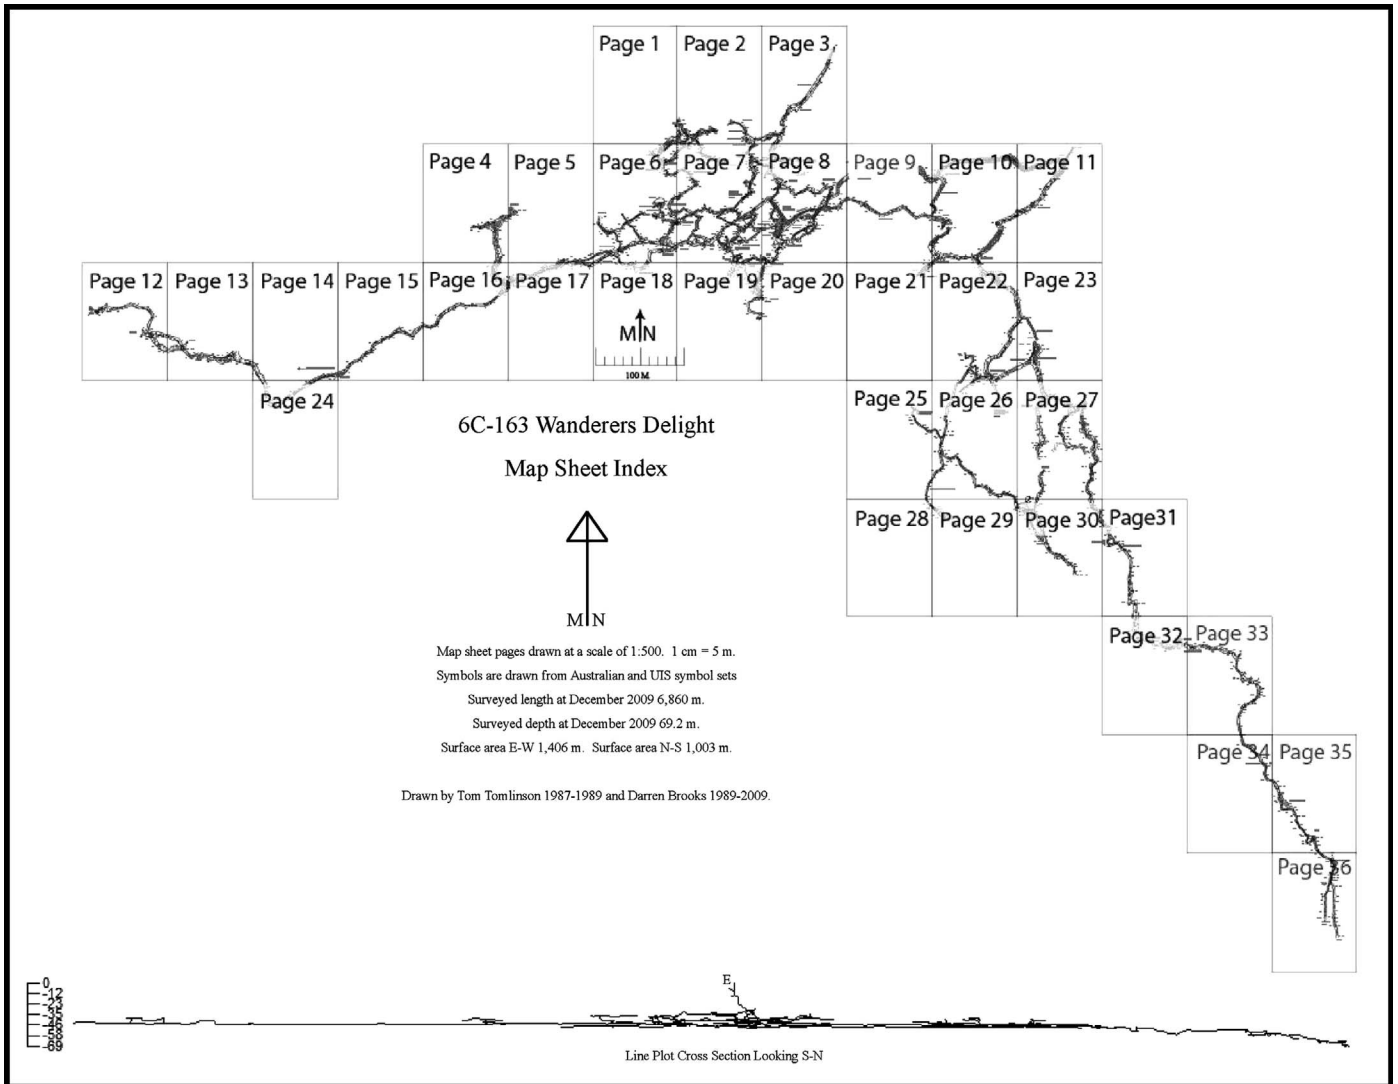 Page 1 Page 2 Page 3
Page 4 Page 5 Page 6 Page 7 Page 8 Page 9 Page 10 Page 11
Page 12 Page 13 Page 14 Page 15 Page 16 Page 17 Page 18 Page 19 Page 20 Page 21 Page 22 Page 23
MN
100 M
Page 24 Page 25 Page 26 Page 27
6C-163 Wanderers Delight
Map Sheet Index
2
Page 28 Page 29 Page 30 Page31
MN
Page 32 Page 33
Map sheet pages drawn at a scale of 1:500. 1 cm = 5 m.
Symbols are drawn from Australian and UIS symbol sets
Surveyed length at December 2009 6,860 m.
Surveyed depth at December 2009 69.2 m.
Surface area E-W 1,406 m. Surface area N-S 1,003 m.
Page 34 Page 35
Drawn by Tom Tomlinson 1987-1989 and Darren Brooks 1989-2009.
Page 36
E
0
-12
-23
-35
-46
-58
-69
Line Plot Cross Section Looking S-N